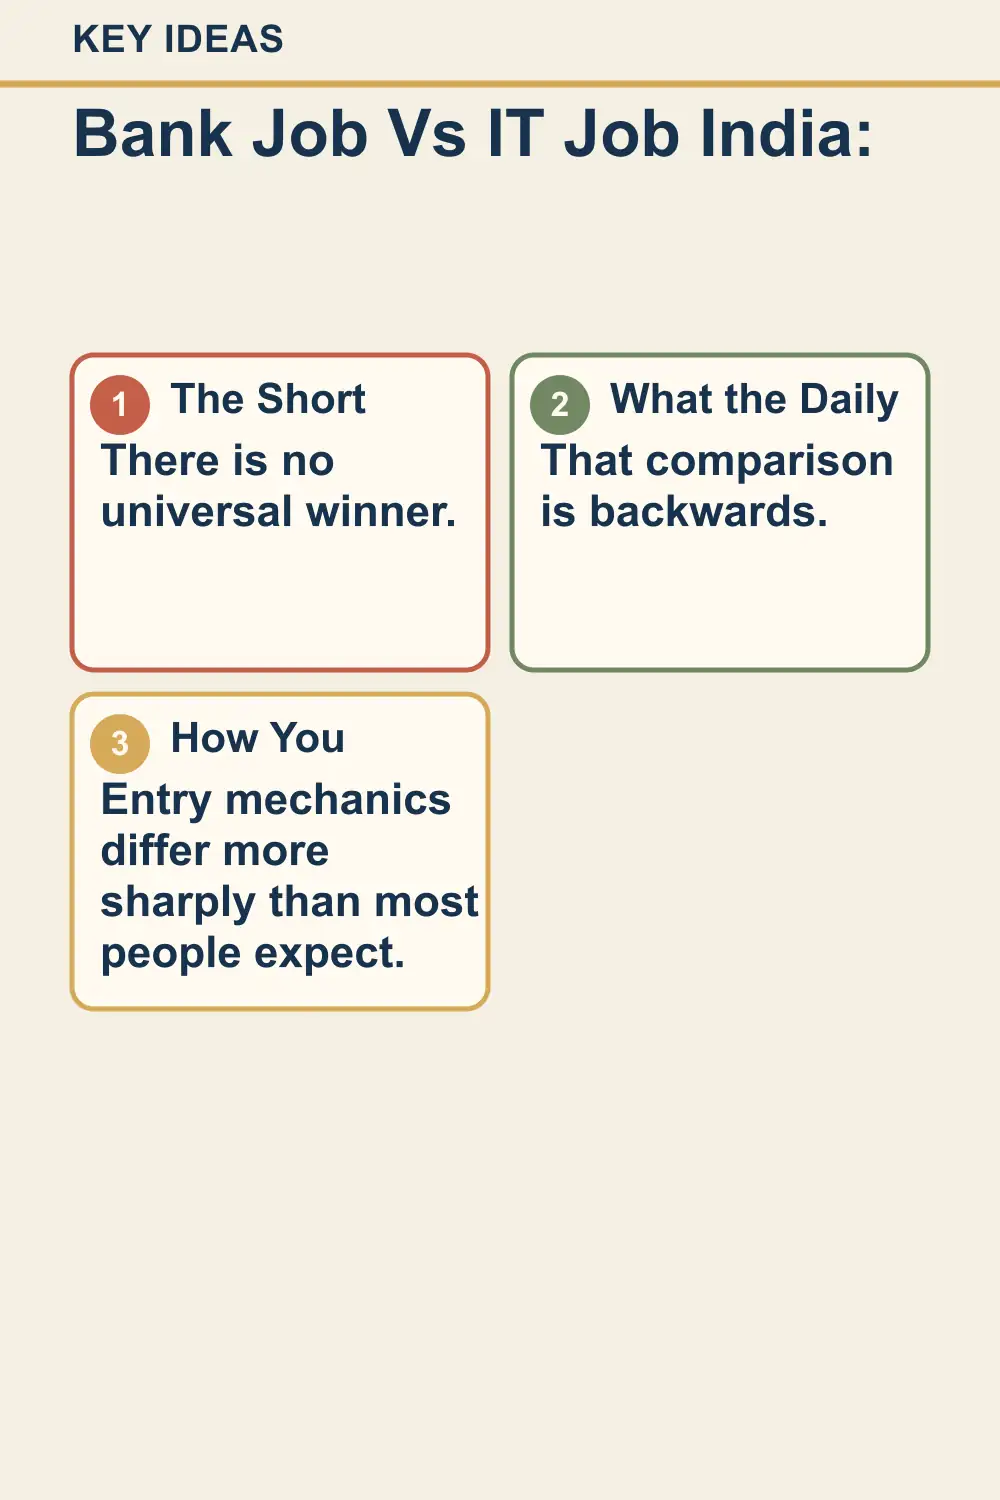 KEY IDEAS
Bank Job Vs IT Job India:
1 The Short
There is no
universal winner.
2 What the Daily
That comparison
is backwards.
3 How You
Entry mechanics
differ more
sharply than most
people expect.